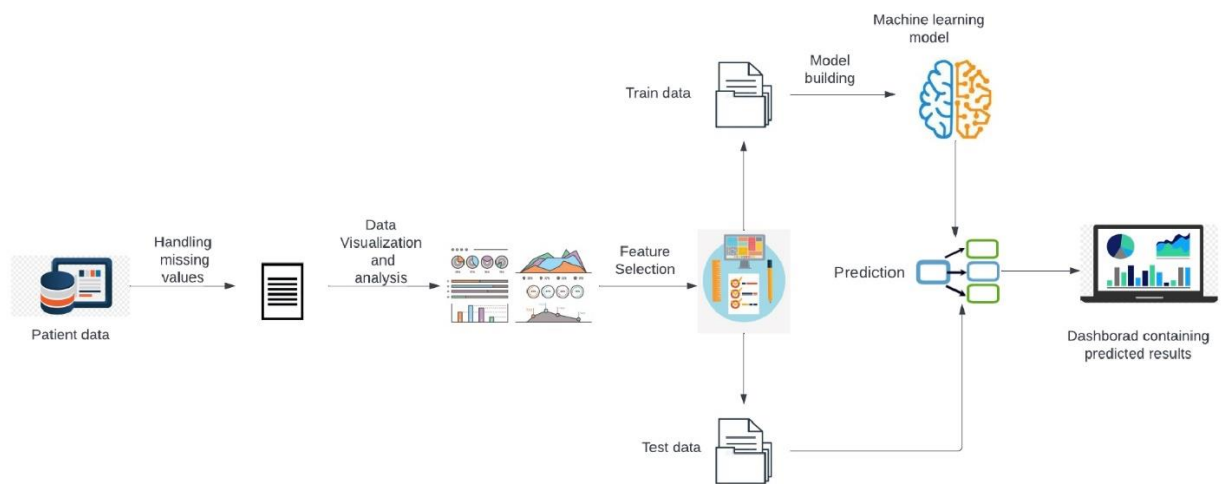 Machine learning
model
Model
building
Train data
Handling
missing
values
Data
Visualization
and
analysis
Feature
Selection
Prediction
Patient data
Dashborad containing
predicted results
Test data